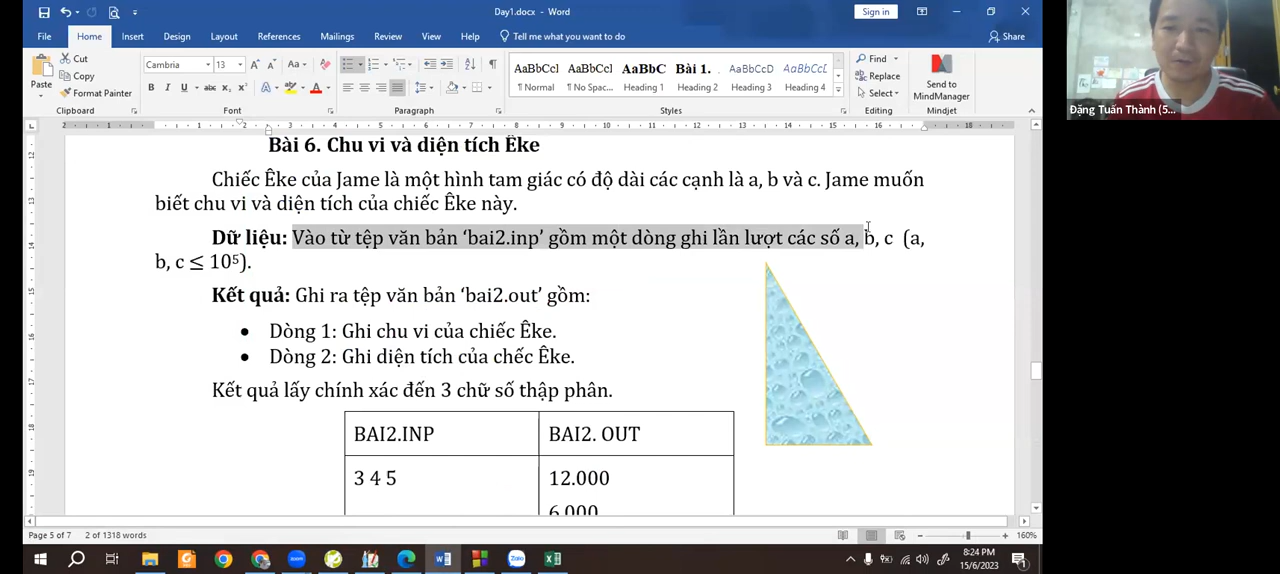 Day1.docx - Word
Sign in
File Home Insert Design Layout References Mailings Review View Help Tell me what you want to do Share
Paste
Cut
Copy
Format Painter
Clipboard
Cambria 13
Font
Paragraph
AaBbCcl AaBbCcl AaBbC Bài 1. AaBbCcD AaBbCcL
¶ Normal ¶ No Spac... Heading 1 Heading 2 Heading 3 Heading 4
Styles
Find
Replace
Select
Editing
Send to
MindManager
Mindjet
Đặng Tuấn Thành (5...
Bài 6. Chu vi và diện tích Êke
Chiếc Êke của Jame là một hình tam giác có độ dài các cạnh là a, b và c. Jame muốn
biết chu vi và diện tích của chiếc Êke này.
Dữ liệu: Vào từ tệp văn bản ‘bai2.inp’ gồm một dòng ghi lần lượt các số a, b, c (a,
b, c ≤ 10⁵).
Kết quả: Ghi ra tệp văn bản ‘bai2.out’ gồm:
• Dòng 1: Ghi chu vi của chiếc Êke.
• Dòng 2: Ghi diện tích của chếc Êke.
Kết quả lấy chính xác đến 3 chữ số thập phân.
BAI2.INP BAI2. OUT
3 4 5 12.000
6.000
Page 5 of 7 2 of 1318 words 160%
8:24 PM
15/6/2023